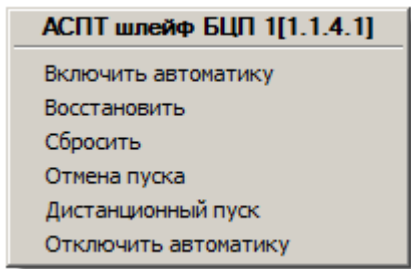 АСПТ шлейф БЦП 1[1.1.4.1]
Включить автоматику
Восстановить
Сбросить
Отмена пуска
Дистанционный пуск
Отключить автоматику